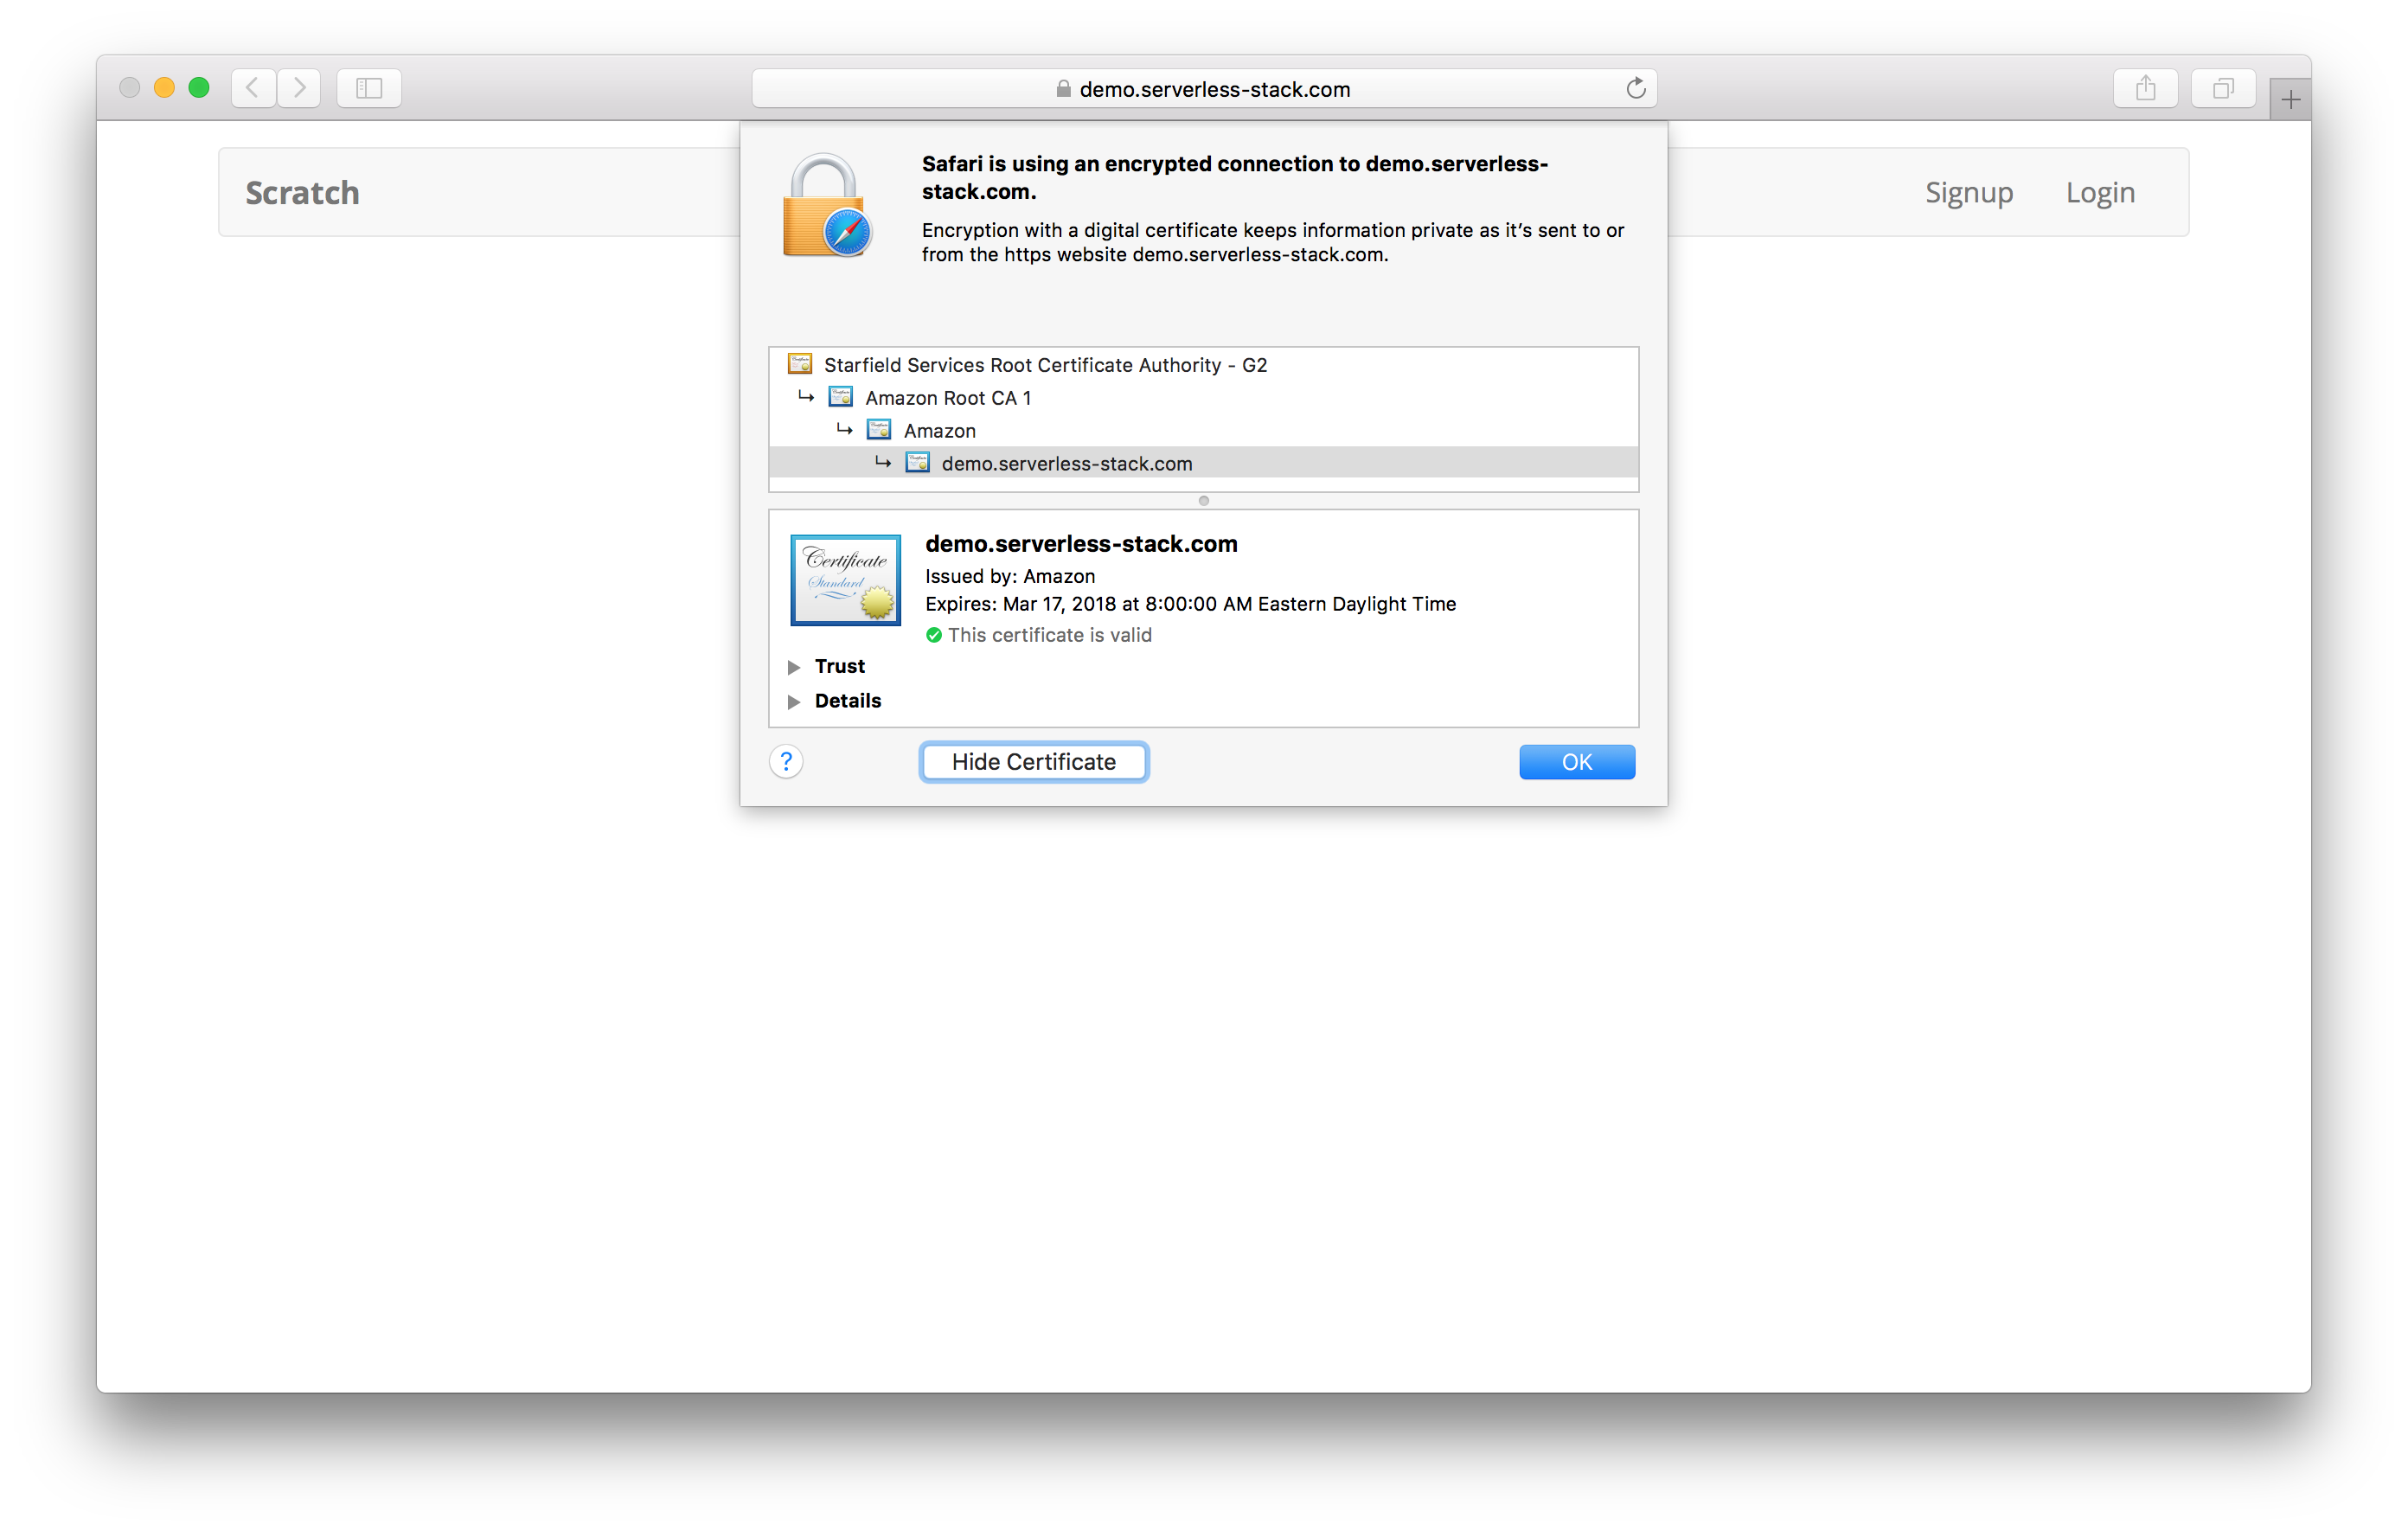 demo.serverless-stack.com
Scratch
Signup
Login
Safari is using an encrypted connection to demo.serverless-
stack.com.
Encryption with a digital certificate keeps information private as it’s sent to or
from the https website demo.serverless-stack.com.
Starfield Services Root Certificate Authority - G2
Amazon Root CA 1
Amazon
demo.serverless-stack.com
Certificate
Standard
demo.serverless-stack.com
Issued by: Amazon
Expires: Mar 17, 2018 at 8:00:00 AM Eastern Daylight Time
This certificate is valid
Trust
Details
?
Hide Certificate
OK